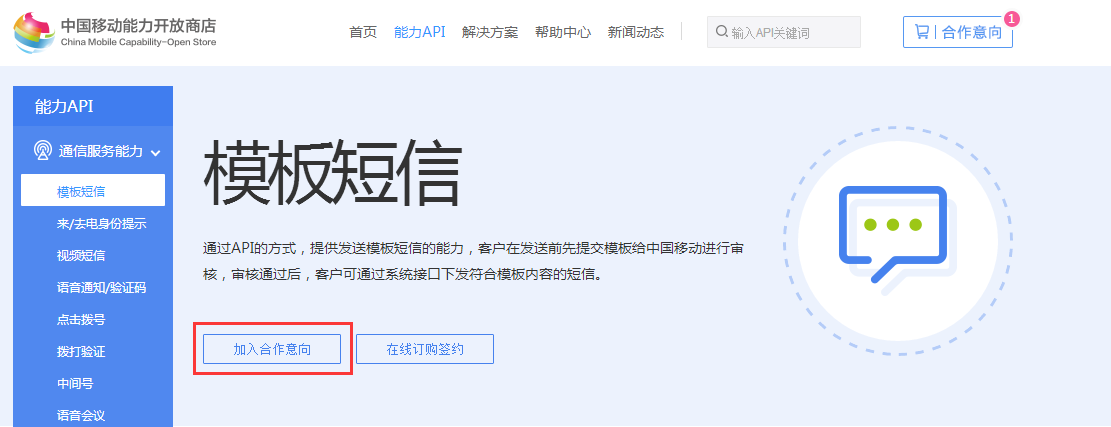 中国移动能力开放商店
China Mobile Capability-Open Store
首页 能力API 解决方案 帮助中心 新闻动态
输入API关键词
合作意向
1
能力API
通信服务能力
模板短信
来/去电身份提示
视频短信
语音通知/验证码
点击拨号
拨打验证
中间号
语音会议
模板短信
通过API的方式，提供发送模板短信的能力，客户在发送前先提交模板给中国移动进行审
核，审核通过后，客户可通过系统接口下发符合模板内容的短信。
加入合作意向
在线订购签约